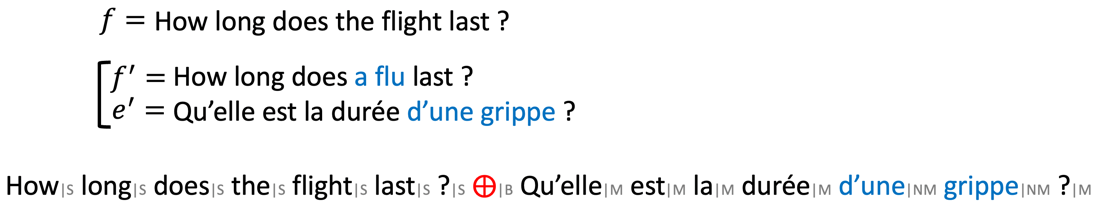 f = How long does the flight last ?
f′ = How long does a flu last ?
e′ = Qu’elle est la durée d’une grippe ?
How|S long|S does|S the|S flight|S last|S ?|S ⊕|B Qu’elle|M est|M la|M durée|M d’une|NM grippe|NM ?|M